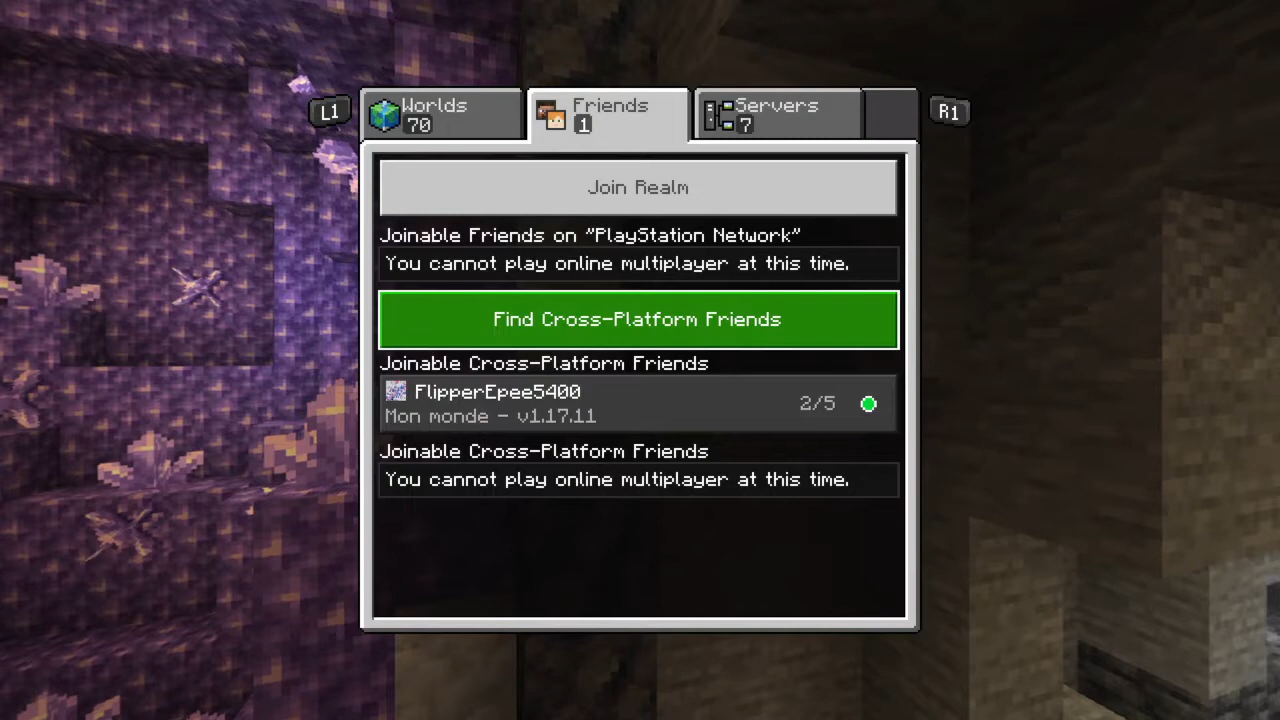 L1
Worlds
70
Friends
1
Servers
7
R1
Join Realm
Joinable Friends on "PlayStation Network"
You cannot play online multiplayer at this time.
Find Cross-Platform Friends
Joinable Cross-Platform Friends
FlipperEpee5400
Mon monde - v1.17.11
2/5
Joinable Cross-Platform Friends
You cannot play online multiplayer at this time.